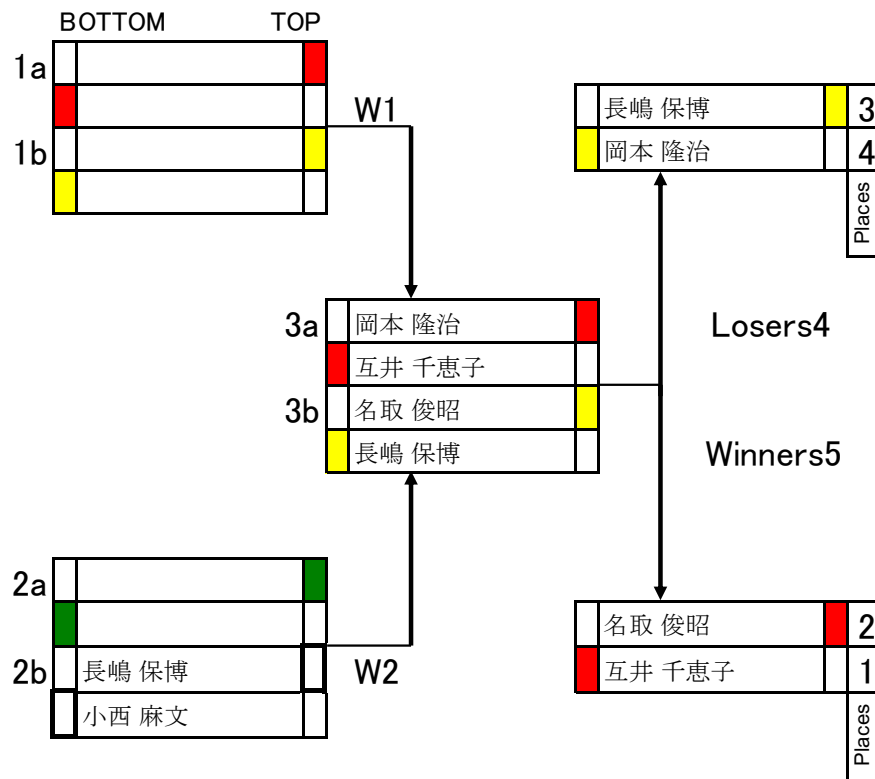 BOTTOM TOP
1a
W1
1b
長嶋 保博 3
岡本 隆治 4
Places
3a 岡本 隆治
互井 千恵子
3b 名取 俊昭
長嶋 保博
Losers4
Winners5
2a
2b 長嶋 保博
小西 麻文
W2
名取 俊昭 2
互井 千恵子 1
Places